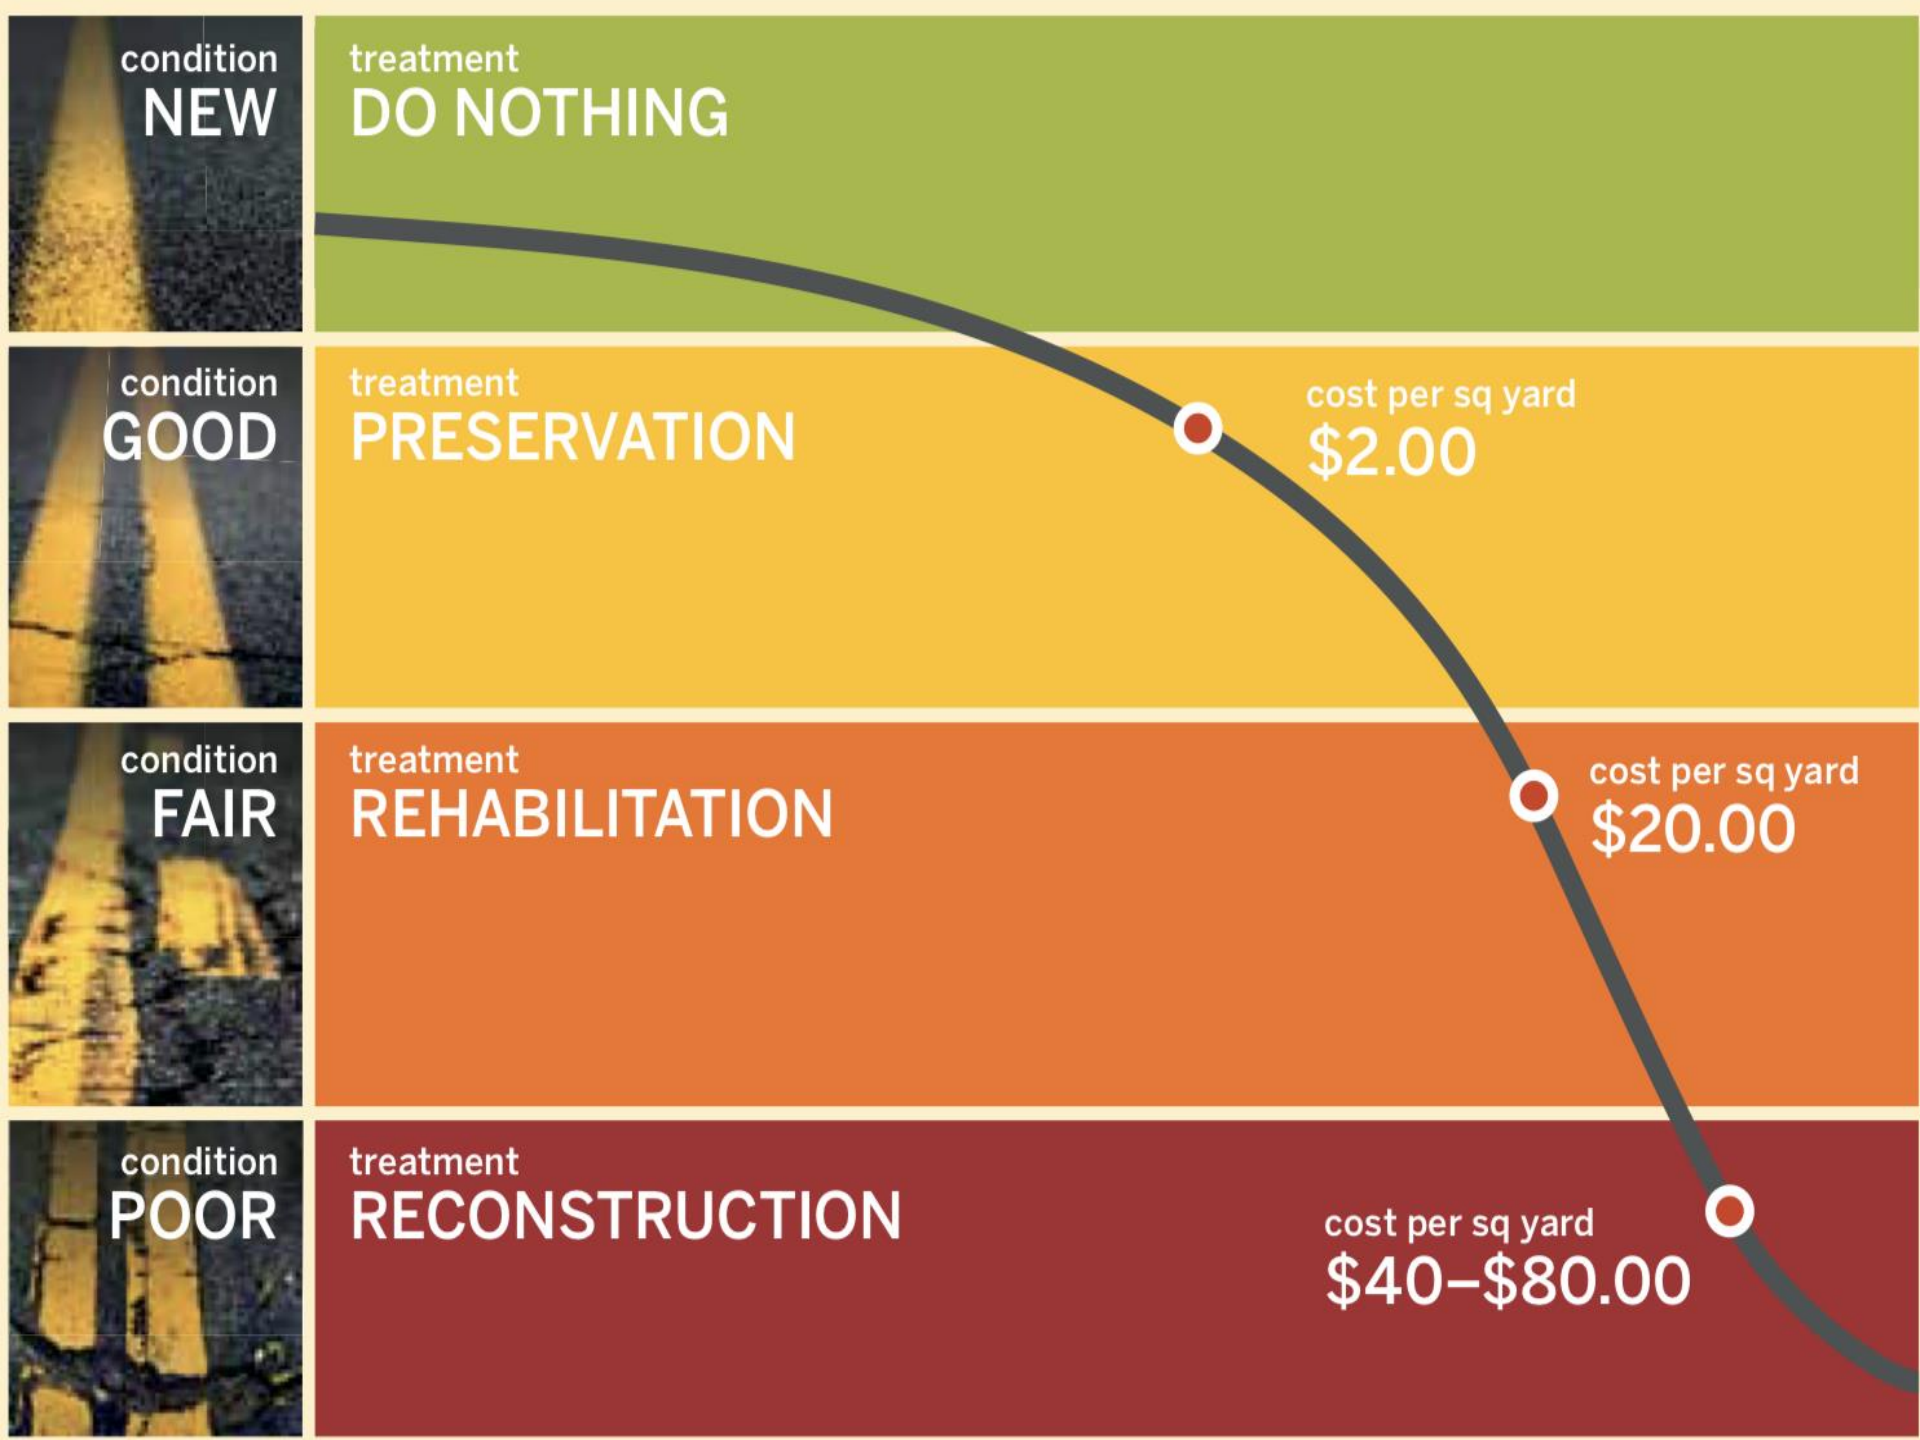 condition
NEW
treatment
DO NOTHING
condition
GOOD
treatment
PRESERVATION
cost per sq yard
$2.00
condition
FAIR
treatment
REHABILITATION
cost per sq yard
$20.00
condition
POOR
treatment
RECONSTRUCTION
cost per sq yard
$40–$80.00